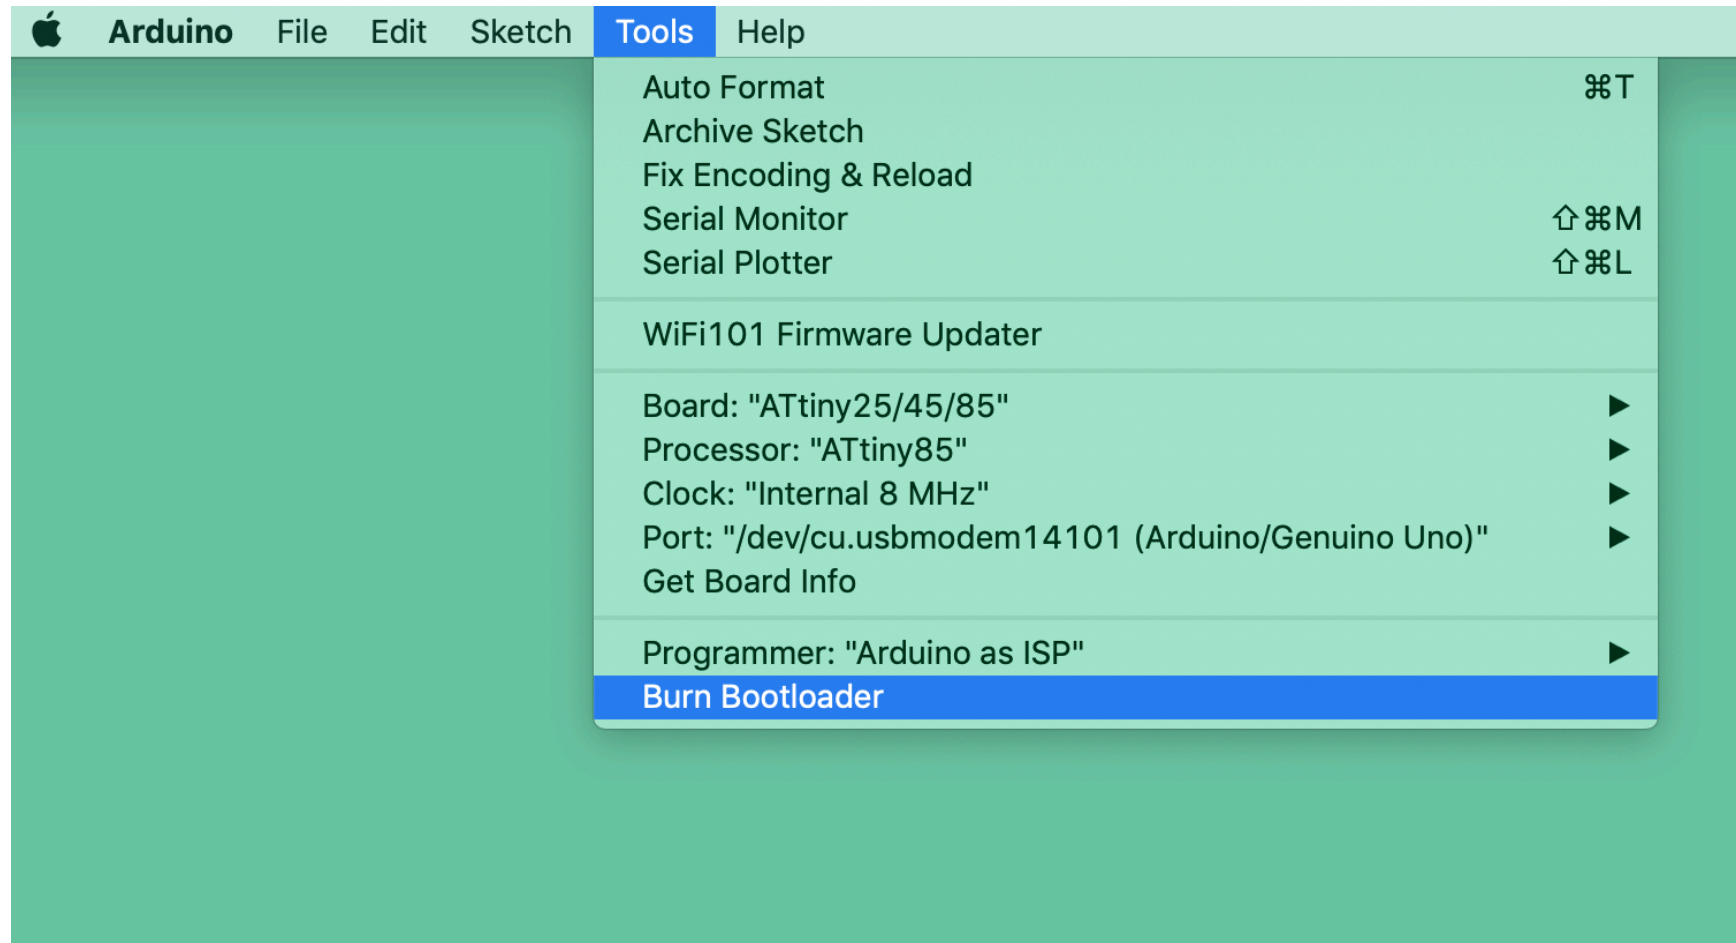 Arduino File Edit Sketch Tools Help
Auto Format ⌘T
Archive Sketch
Fix Encoding & Reload
Serial Monitor ⇧⌘M
Serial Plotter ⇧⌘L
WiFi101 Firmware Updater
Board: "ATtiny25/45/85"
Processor: "ATtiny85"
Clock: "Internal 8 MHz"
Port: "/dev/cu.usbmodem14101 (Arduino/Genuino Uno)"
Get Board Info
Programmer: "Arduino as ISP"
Burn Bootloader